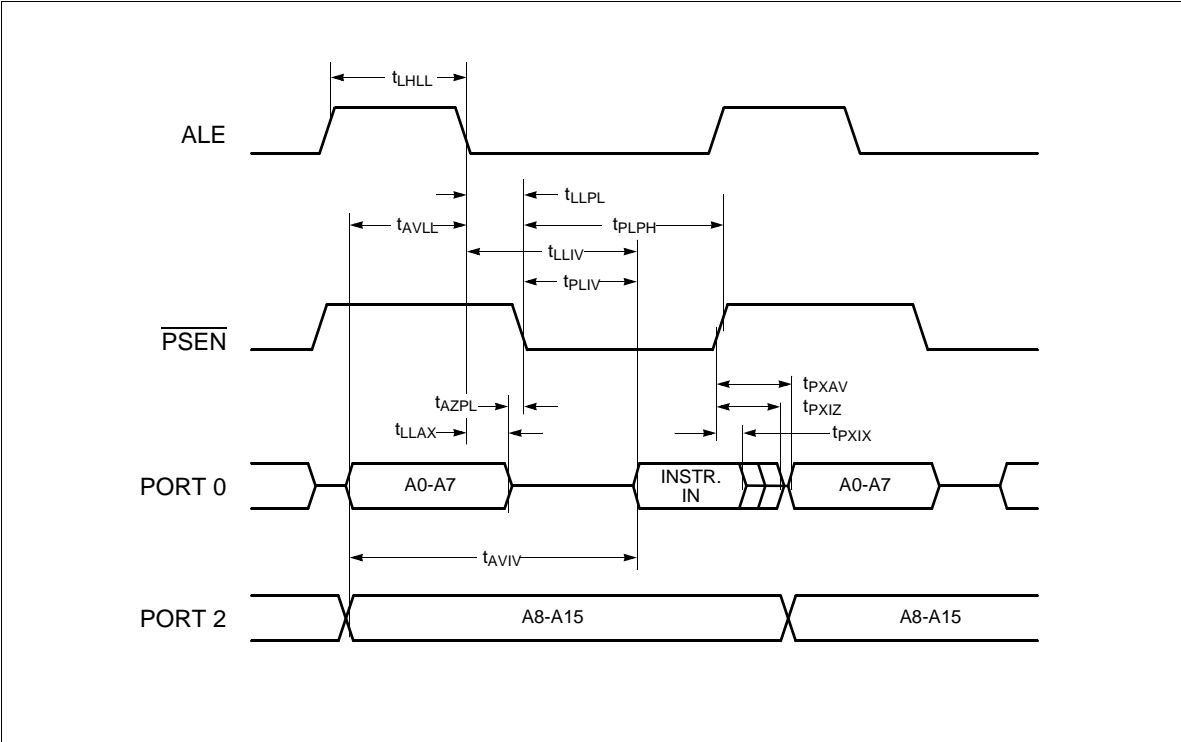 tLHLL
ALE
tLLPL
tAVLL tPLPH
tLLIV
tPLIV
PSEN
tPXAV
tAZPL tPXIZ
tLLAX tPXIX
PORT 0 A0-A7 INSTR. IN A0-A7
tAVIV
PORT 2 A8-A15 A8-A15